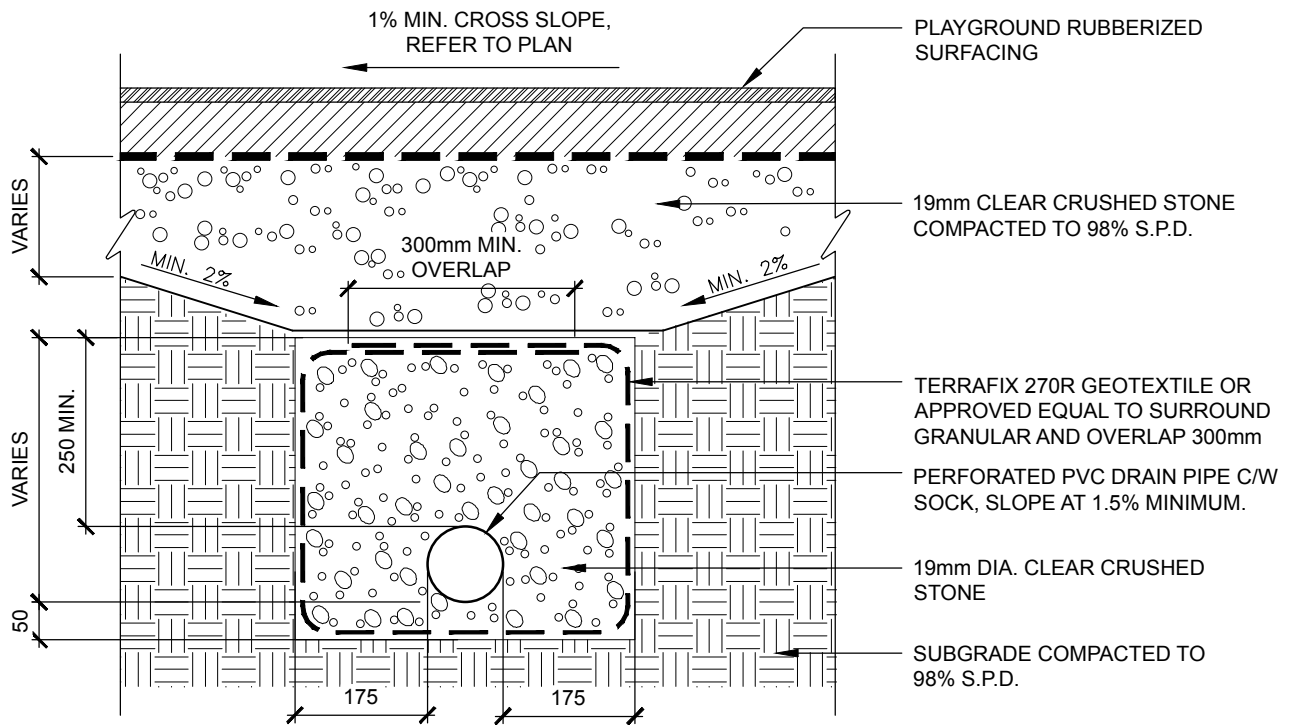 1% MIN. CROSS SLOPE,
REFER TO PLAN
PLAYGROUND RUBBERIZED
SURFACING
VARIES
19mm CLEAR CRUSHED STONE
COMPACTED TO 98% S.P.D.
300mm MIN.
OVERLAP
MIN. 2%
MIN. 2%
VARIES
250 MIN.
TERRAFIX 270R GEOTEXTILE OR
APPROVED EQUAL TO SURROUND
GRANULAR AND OVERLAP 300mm
PERFORATED PVC DRAIN PIPE C/W
SOCK, SLOPE AT 1.5% MINIMUM.
19mm DIA. CLEAR CRUSHED
STONE
50
SUBGRADE COMPACTED TO
98% S.P.D.
175
175